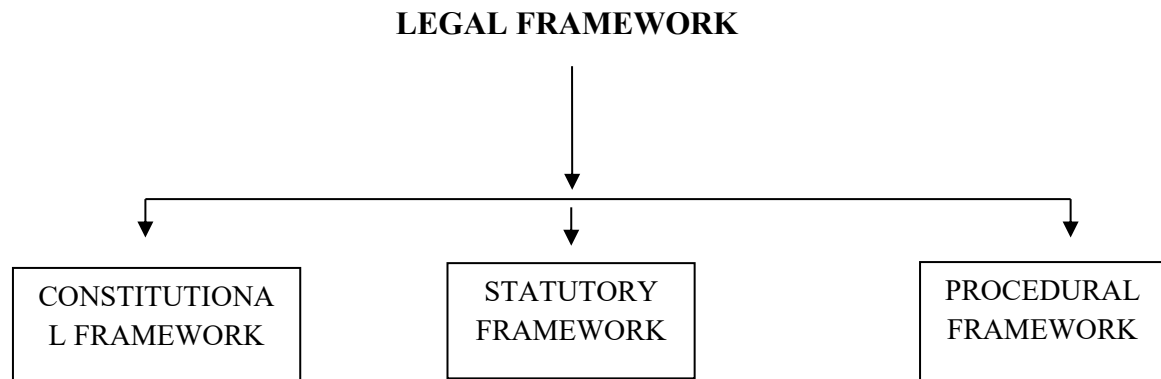 LEGAL FRAMEWORK
CONSTITUTIONA
L FRAMEWORK
STATUTORY
FRAMEWORK
PROCEDURAL
FRAMEWORK